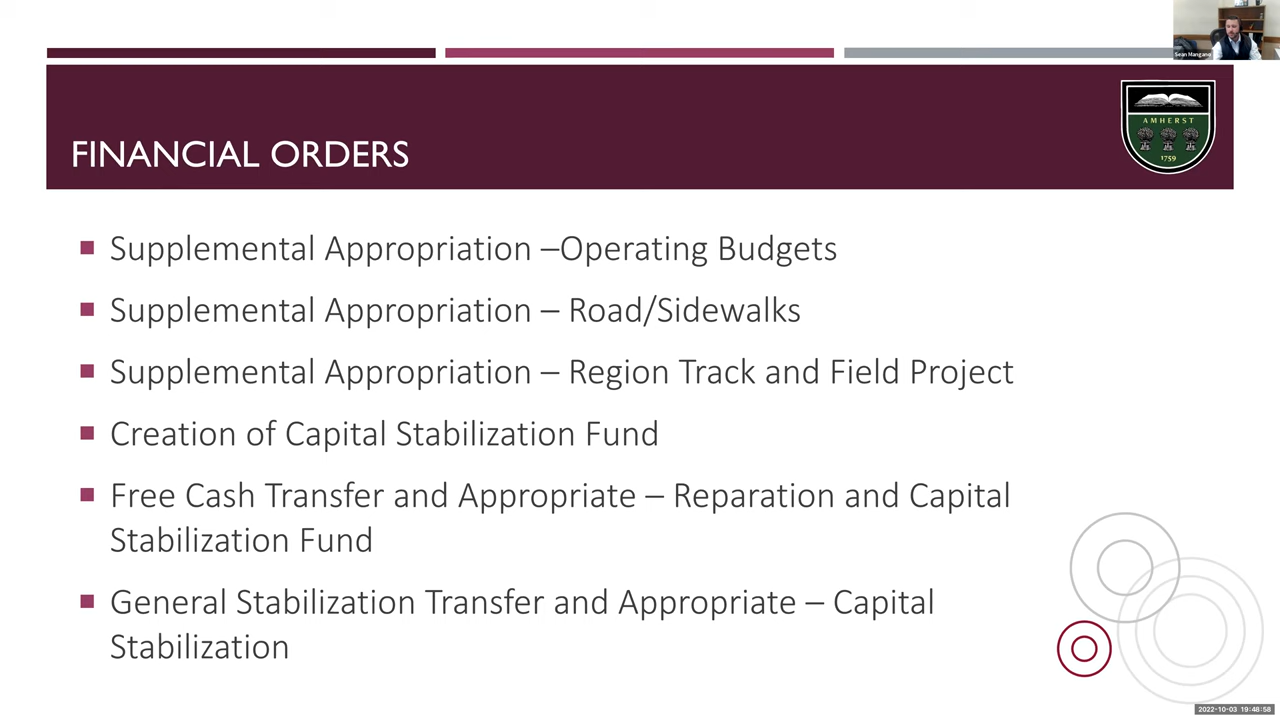 Sean Mangano
FINANCIAL ORDERS
AMHERST
1759
Supplemental Appropriation –Operating Budgets
Supplemental Appropriation – Road/Sidewalks
Supplemental Appropriation – Region Track and Field Project
Creation of Capital Stabilization Fund
Free Cash Transfer and Appropriate – Reparation and Capital
Stabilization Fund
General Stabilization Transfer and Appropriate – Capital
Stabilization
2022-10-03 19:48:58